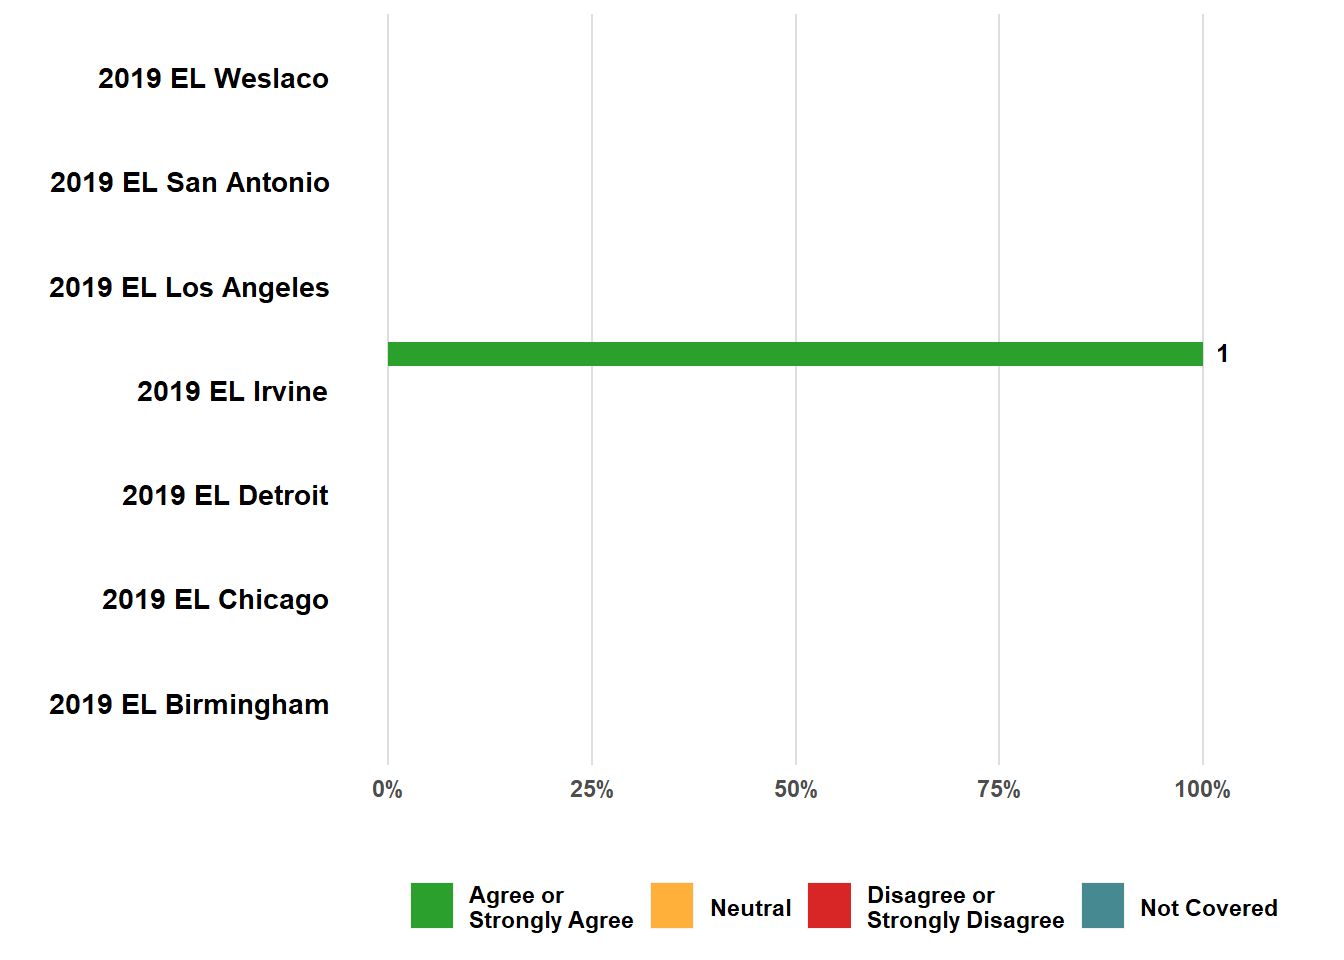 2019 EL Weslaco
2019 EL San Antonio
2019 EL Los Angeles
1
2019 EL Irvine
2019 EL Detroit
2019 EL Chicago
2019 EL Birmingham
0% 25% 50% 75% 100%
Agree or
Strongly Agree
Neutral
Disagree or
Strongly Disagree
Not Covered